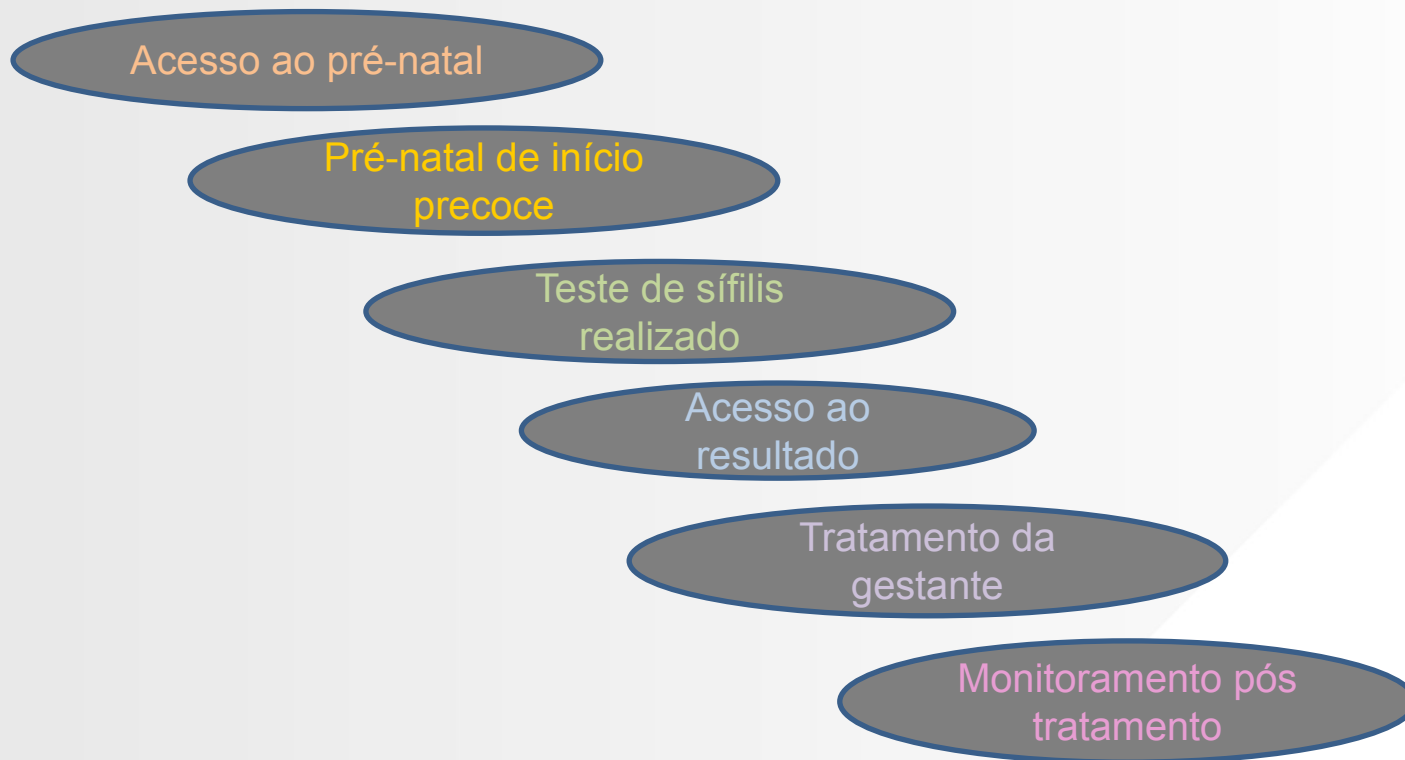 Acesso ao pré-natal
Pré-natal de início
precoce
Teste de sífilis
realizado
Acesso ao
resultado
Tratamento da
gestante
Monitoramento pós
tratamento